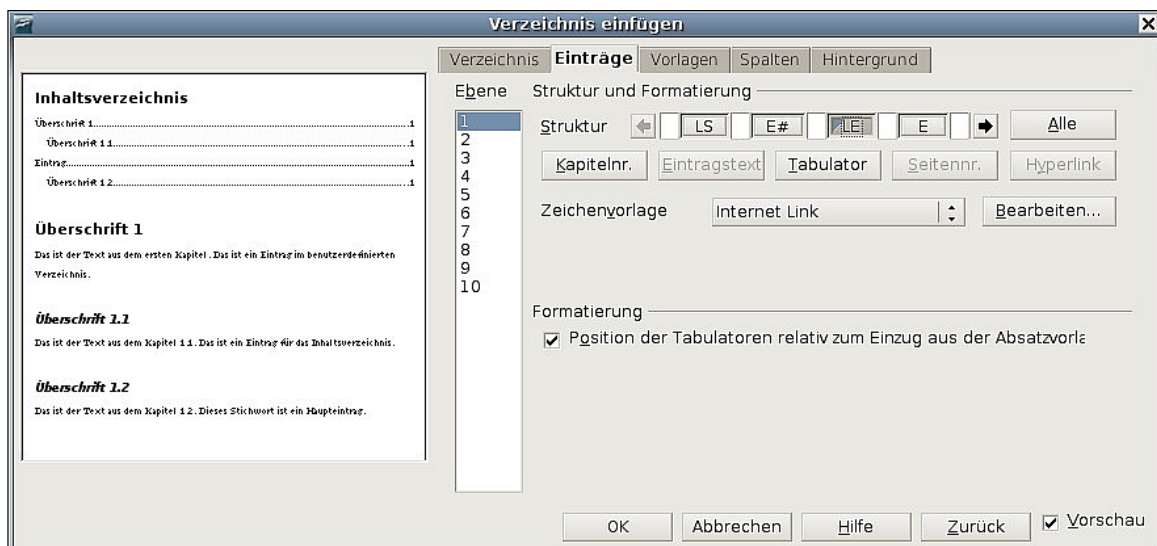 Verzeichnis einfügen
Verzeichnis Einträge Vorlagen Spalten Hintergrund
Inhaltsverzeichnis
Überschrift 1....1
Überschrift 1.1....1
Eintrag....1
Überschrift 1.2....1
Überschrift 1
Das ist der Text aus dem ersten Kapitel. Das ist ein Eintrag im benutzerdefinierten
Verzeichnis.
Überschrift 1.1
Das ist der Text aus dem Kapitel 1.1. Das ist ein Eintrag für das Inhaltsverzeichnis.
Überschrift 1.2
Das ist der Text aus dem Kapitel 1.2. Dieses Stichwort ist ein Haupteintrag.
Ebene
1
2
3
4
5
6
7
8
9
10
Struktur und Formatierung
Struktur LS E# LE E Alle
Kapitelnr. Eintragstext Tabulator Seitennr. Hyperlink
Zeichenvorlage Internet Link Bearbeiten...
Formatierung
Position der Tabulatoren relativ zum Einzug aus der Absatzvorla
OK Abbrechen Hilfe Zurück Vorschau